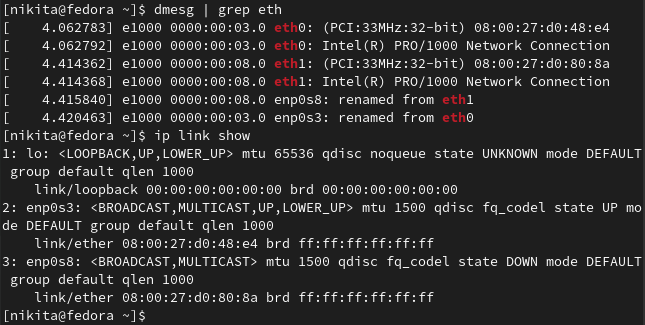 [nikita@fedora ~]$ dmesg | grep eth
[    4.062783] e1000 0000:00:03.0 eth0: (PCI:33MHz:32-bit) 08:00:27:d0:48:e4
[    4.062792] e1000 0000:00:03.0 eth0: Intel(R) PRO/1000 Network Connection
[    4.414362] e1000 0000:00:08.0 eth1: (PCI:33MHz:32-bit) 08:00:27:d0:80:8a
[    4.414368] e1000 0000:00:08.0 eth1: Intel(R) PRO/1000 Network Connection
[    4.415840] e1000 0000:00:08.0 enp0s8: renamed from eth1
[    4.420463] e1000 0000:00:03.0 enp0s3: renamed from eth0
[nikita@fedora ~]$ ip link show
1: lo: <LOOPBACK,UP,LOWER_UP> mtu 65536 qdisc noqueue state UNKNOWN mode DEFAULT
 group default qlen 1000
    link/loopback 00:00:00:00:00:00 brd 00:00:00:00:00:00
2: enp0s3: <BROADCAST,MULTICAST,UP,LOWER_UP> mtu 1500 qdisc fq_codel state UP mo
de DEFAULT group default qlen 1000
    link/ether 08:00:27:d0:48:e4 brd ff:ff:ff:ff:ff:ff
3: enp0s8: <BROADCAST,MULTICAST> mtu 1500 qdisc fq_codel state DOWN mode DEFAULT
 group default qlen 1000
    link/ether 08:00:27:d0:80:8a brd ff:ff:ff:ff:ff:ff
[nikita@fedora ~]$